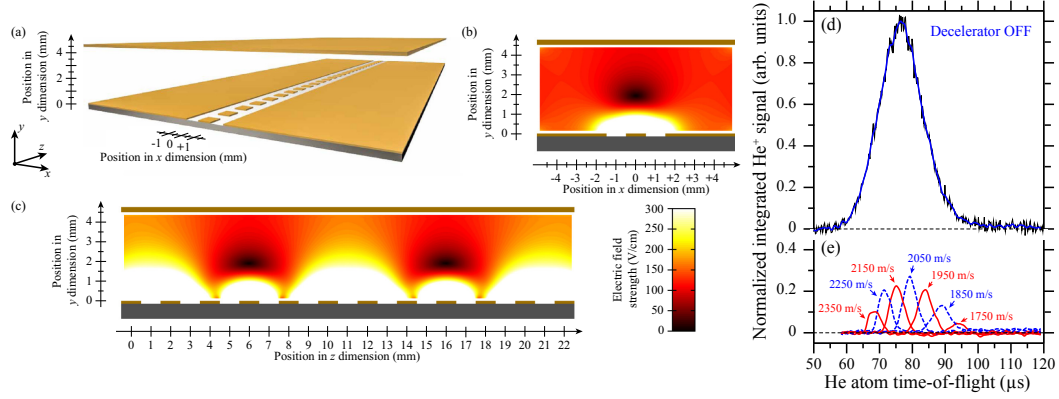 (a)
Position in
y dimension (mm)
5
4
3
2
1
0
y
z
x
-1 0 +1
Position in x dimension (mm)
(b)
Position in
y dimension (mm)
4
3
2
1
0
-4 -3 -2 -1 0 +1 +2 +3 +4
Position in x dimension (mm)
(c)
Position in
y dimension (mm)
4
3
2
1
0
0 1 2 3 4 5 6 7 8 9 10 11 12 13 14 15 16 17 18 19 20 21 22
Position in z dimension (mm)
Electric field
strength (V/cm)
300
250
200
150
100
50
0
Normalized integrated He⁺ signal (arb. units)
(d)
Decelerator OFF
1.0
0.8
0.6
0.4
0.2
0
(e)
0.4
0.2
0
2050 m/s
2150 m/s
1950 m/s
2250 m/s
1850 m/s
2350 m/s
1750 m/s
50 60 70 80 90 100 110 120
He atom time-of-flight (µs)